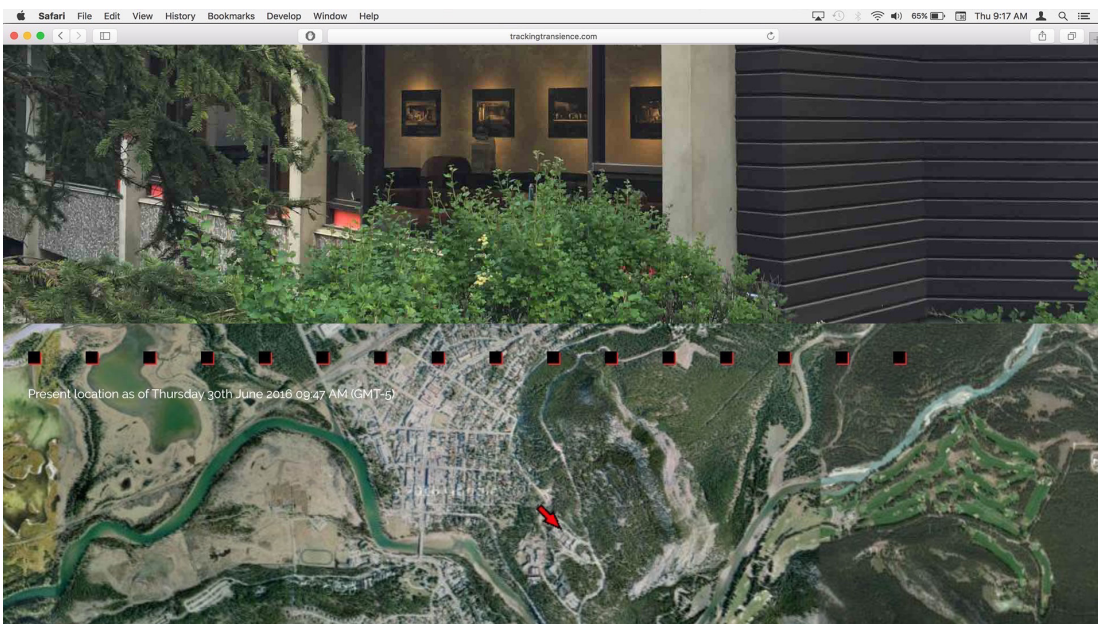 Safari File Edit View History Bookmarks Develop Window Help 65% Thu 9:17 AM
trackingtransience.com
Present location as of Thursday 30th June 2016 09:47 AM (GMT-5)